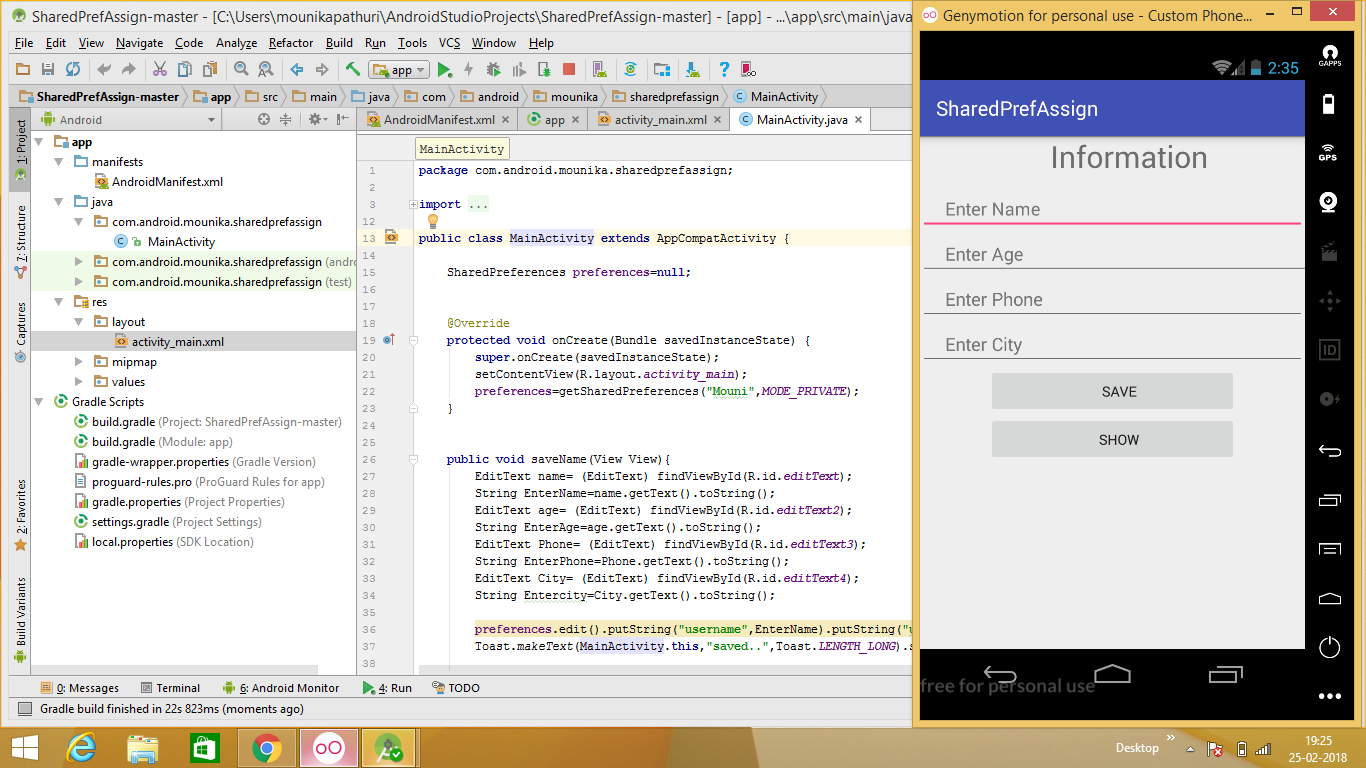 SharedPrefAssign-master - [C:\Users\mounikapathuri\AndroidStudioProjects\SharedPrefAssign-master] - [app] - ...\app\src\main\java
File Edit View Navigate Code Analyze Refactor Build Run Tools VCS Window Help
app
SharedPrefAssign-master app src main java com android mounika sharedprefassign MainActivity
Android
AndroidManifest.xml app activity_main.xml MainActivity.java
1: Project
7: Structure
Captures
2: Favorites
Build Variants
app
manifests
AndroidManifest.xml
java
com.android.mounika.sharedprefassign
MainActivity
com.android.mounika.sharedprefassign (andro
com.android.mounika.sharedprefassign (test)
res
layout
activity_main.xml
mipmap
values
Gradle Scripts
build.gradle (Project: SharedPrefAssign-master)
build.gradle (Module: app)
gradle-wrapper.properties (Gradle Version)
proguard-rules.pro (ProGuard Rules for app)
gradle.properties (Project Properties)
settings.gradle (Project Settings)
local.properties (SDK Location)
MainActivity
1 package com.android.mounika.sharedprefassign;
2
3 import ...
12
13 public class MainActivity extends AppCompatActivity {
14
15 SharedPreferences preferences=null;
16
17
18 @Override
19 protected void onCreate(Bundle savedInstanceState) {
20 super.onCreate(savedInstanceState);
21 setContentView(R.layout.activity_main);
22 preferences=getSharedPreferences("Mouni",MODE_PRIVATE);
23 }
24
25
26 public void saveName(View View){
27 EditText name= (EditText) findViewById(R.id.editText);
28 String EnterName=name.getText().toString();
29 EditText age= (EditText) findViewById(R.id.editText2);
30 String EnterAge=age.getText().toString();
31 EditText Phone= (EditText) findViewById(R.id.editText3);
32 String EnterPhone=Phone.getText().toString();
33 EditText City= (EditText) findViewById(R.id.editText4);
34 String Entercity=City.getText().toString();
35
36 preferences.edit().putString("username",EnterName).putString("u
37 Toast.makeText(MainActivity.this,"saved..",Toast.LENGTH_LONG).s
38
0: Messages Terminal 6: Android Monitor 4: Run TODO
Gradle build finished in 22s 823ms (moments ago)
Genymotion for personal use - Custom Phone...
2:35
SharedPrefAssign
Information
Enter Name
Enter Age
Enter Phone
Enter City
SAVE
SHOW
free for personal use
GAPPS
GPS
ID
Desktop
19:25
25-02-2018